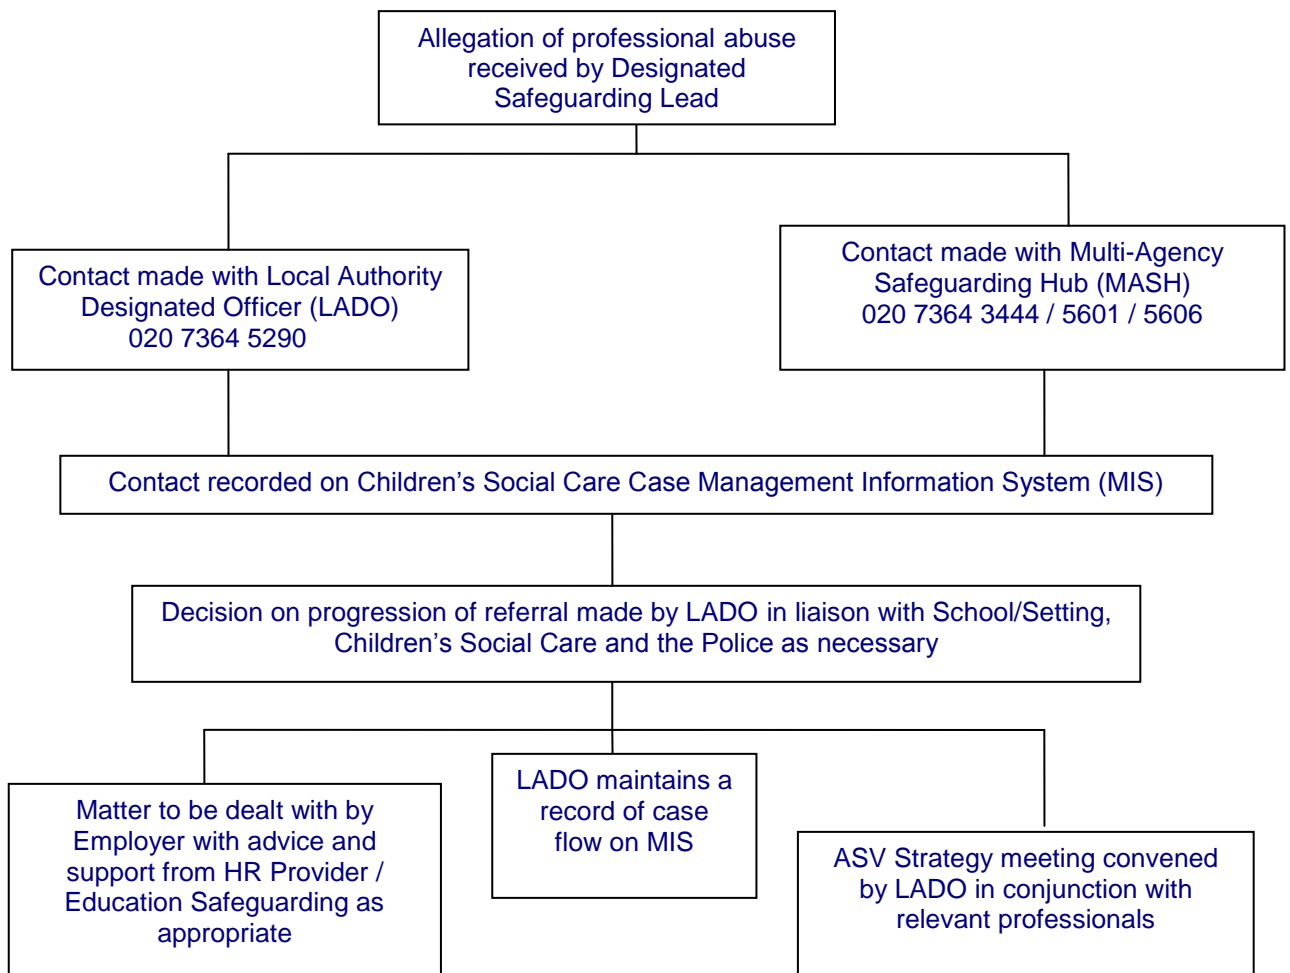 Allegation of professional abuse
received by Designated
Safeguarding Lead
Contact made with Local Authority
Designated Officer (LADO)
020 7364 5290
Contact made with Multi-Agency
Safeguarding Hub (MASH)
020 7364 3444 / 5601 / 5606
Contact recorded on Children’s Social Care Case Management Information System (MIS)
Decision on progression of referral made by LADO in liaison with School/Setting,
Children’s Social Care and the Police as necessary
Matter to be dealt with by
Employer with advice and
support from HR Provider /
Education Safeguarding as
appropriate
LADO maintains a
record of case
flow on MIS
ASV Strategy meeting convened
by LADO in conjunction with
relevant professionals